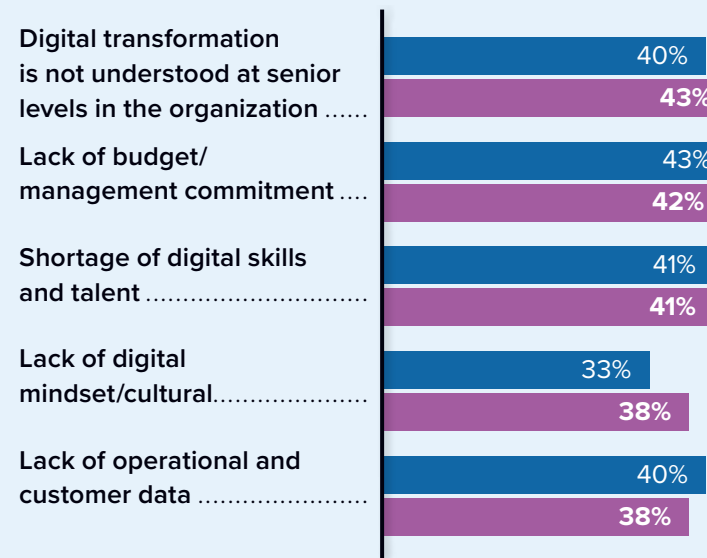 Digital transformation
is not understood at senior
levels in the organization ......
40%
43%
Lack of budget/
management commitment ....
43%
42%
Shortage of digital skills
and talent ..............................
41%
41%
Lack of digital
mindset/cultural.....................
33%
38%
Lack of operational and
customer data .......................
40%
38%